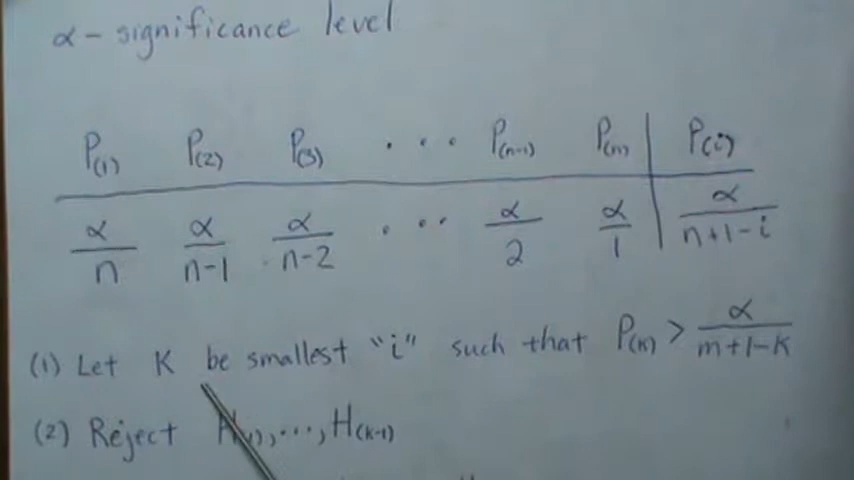 α - significance level
P(1) P(2) P(3) · · · P(n-1) P(n) | P(i)
α/n α/n-1 α/n-2 · · · α/2 α/1 | α/n+1-i
(1) Let K be smallest "i" such that P(K) > α/m+1-K
(2) Reject H(1),···,H(K-1)